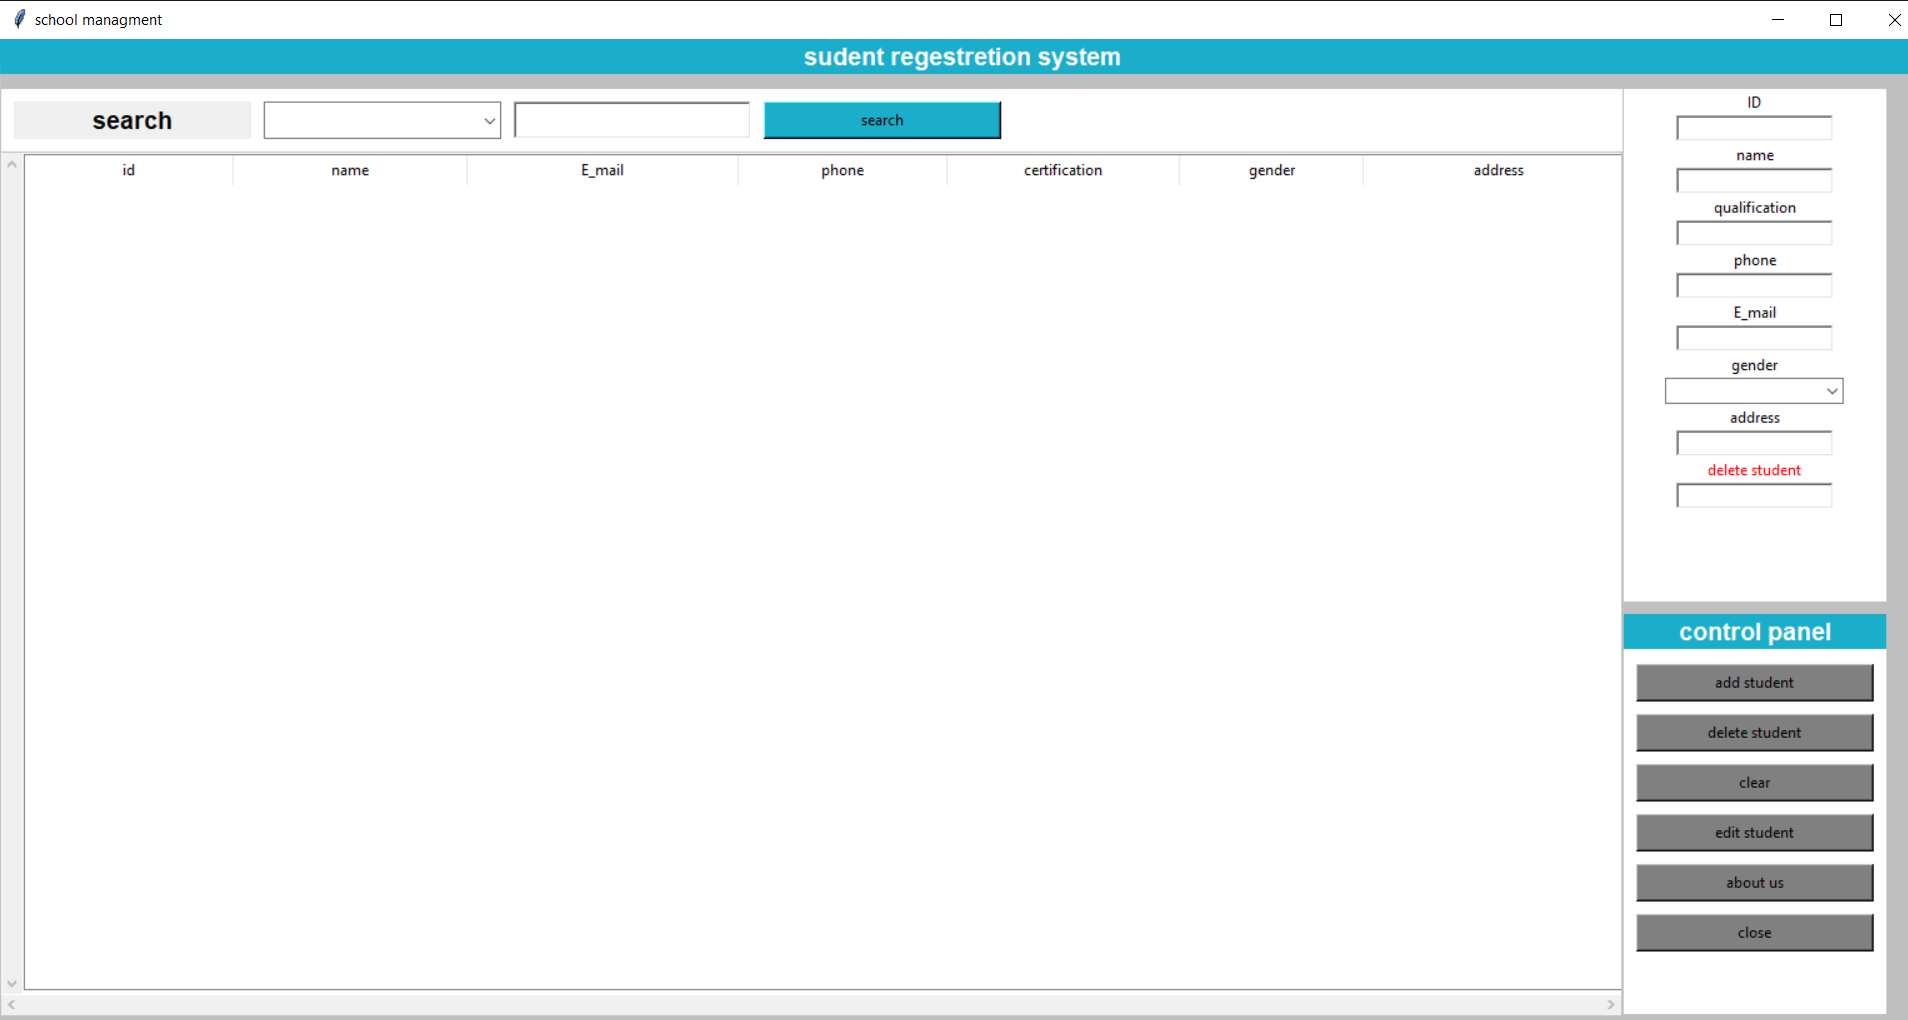 school managment
sudent regestretion system
search search
id name E_mail phone certification gender address
ID
name
qualification
phone
E_mail
gender
address
delete student
control panel
add student
delete student
clear
edit student
about us
close